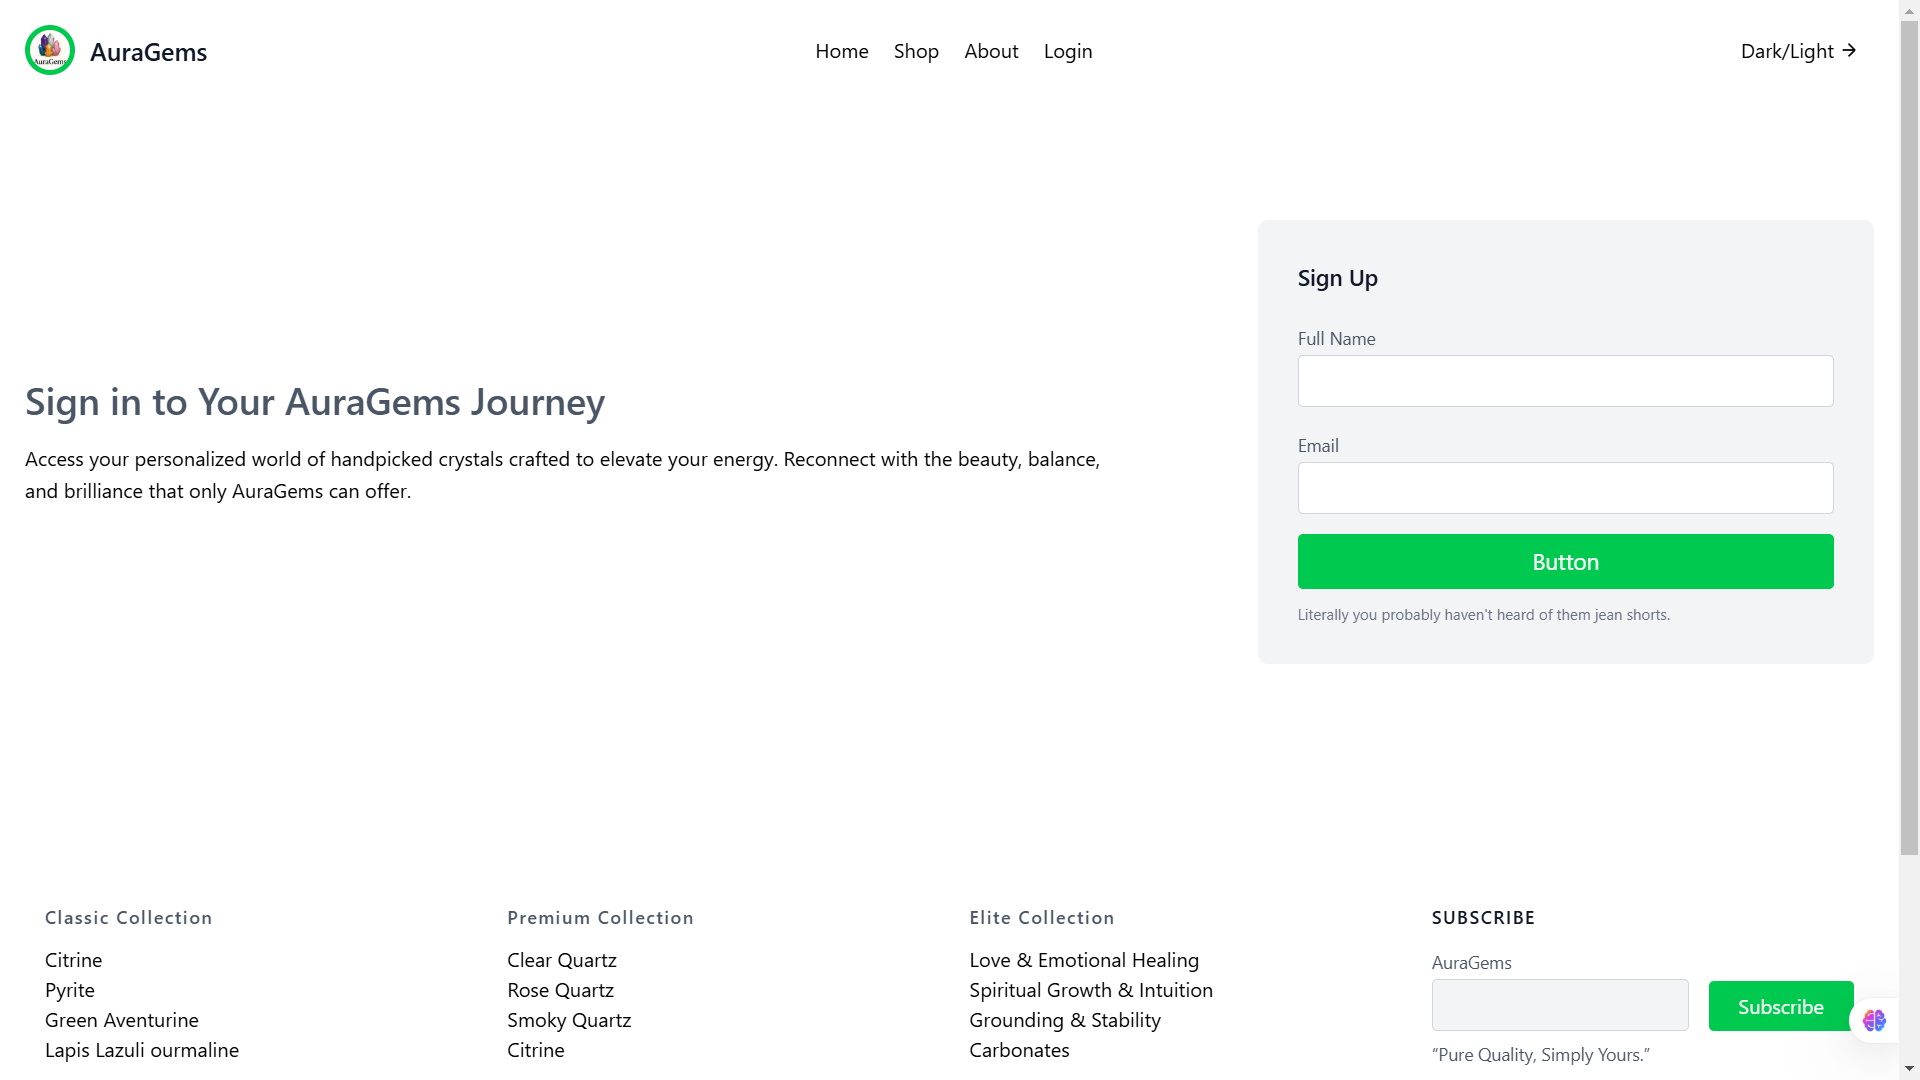 AuraGems
AuraGems
Home
Shop
About
Login
Dark/Light →
Sign in to Your AuraGems Journey
Access your personalized world of handpicked crystals crafted to elevate your energy. Reconnect with the beauty, balance,
and brilliance that only AuraGems can offer.
Sign Up
Full Name
Email
Button
Literally you probably haven't heard of them jean shorts.
Classic Collection
Citrine
Pyrite
Green Aventurine
Lapis Lazuli ourmaline
Premium Collection
Clear Quartz
Rose Quartz
Smoky Quartz
Citrine
Elite Collection
Love & Emotional Healing
Spiritual Growth & Intuition
Grounding & Stability
Carbonates
SUBSCRIBE
AuraGems
Subscribe
“Pure Quality, Simply Yours.”